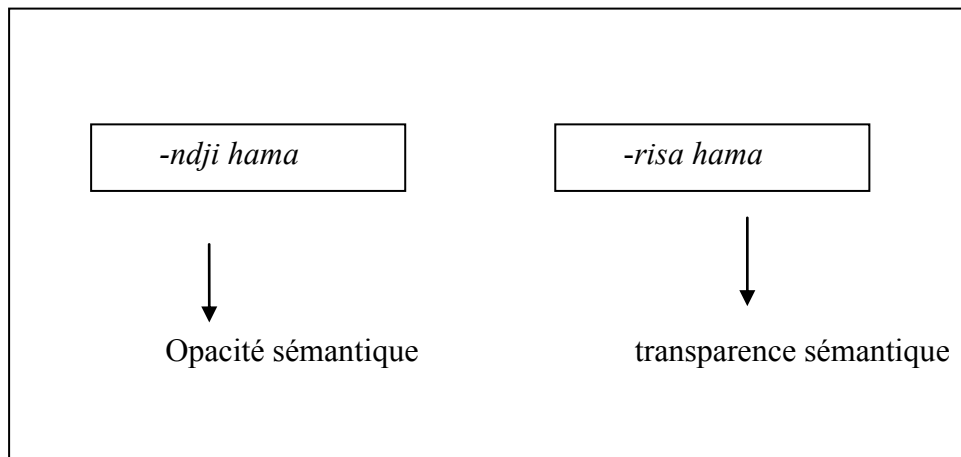 -ndji hama
-risa hama
Opacité sémantique
transparence sémantique